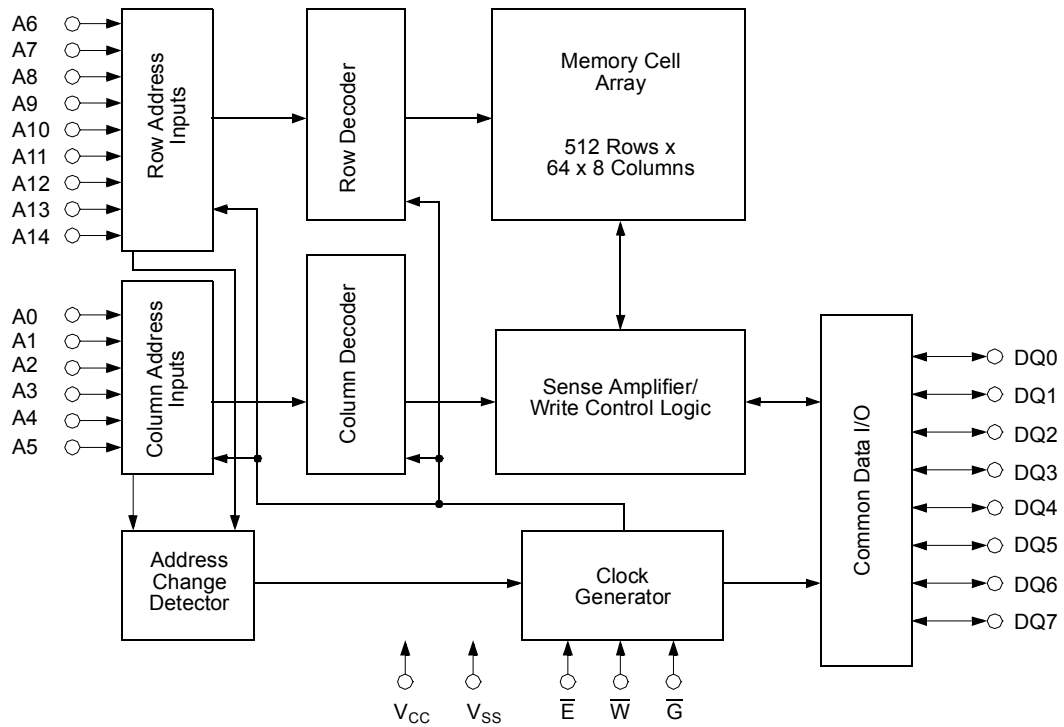 A6
A7
A8
A9
A10
A11
A12
A13
A14
Row Address
Inputs
Row Decoder
Memory Cell
Array
512 Rows x
64 x 8 Columns
A0
A1
A2
A3
A4
A5
Column Address
Inputs
Column Decoder
Sense Amplifier/
Write Control Logic
Common Data I/O
DQ0
DQ1
DQ2
DQ3
DQ4
DQ5
DQ6
DQ7
Address
Change
Detector
Clock
Generator
V_CC
V_SS
E̅
W̅
G̅